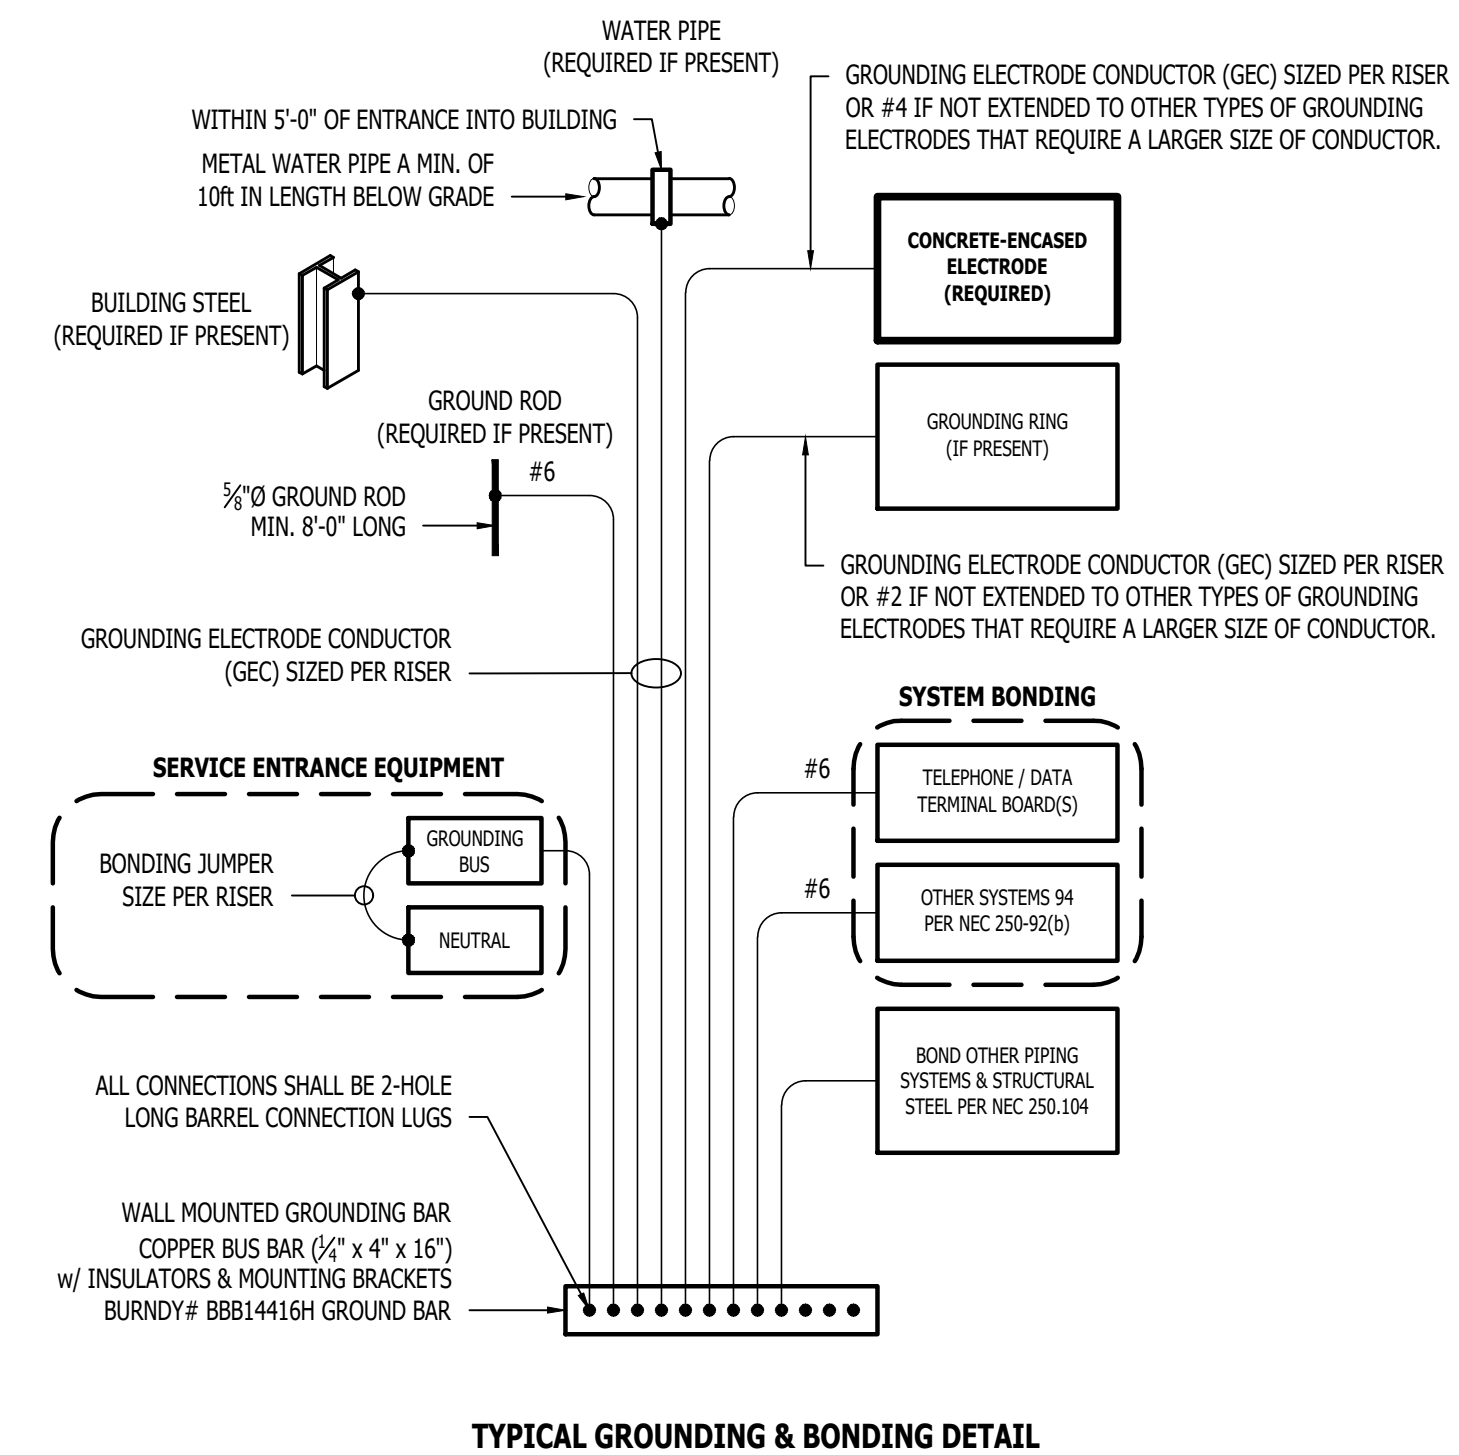 WATER PIPE
(REQUIRED IF PRESENT)
GROUNDING ELECTRODE CONDUCTOR (GEC) SIZED PER RISER
OR #4 IF NOT EXTENDED TO OTHER TYPES OF GROUNDING
ELECTRODES THAT REQUIRE A LARGER SIZE OF CONDUCTOR.
WITHIN 5'-0" OF ENTRANCE INTO BUILDING
METAL WATER PIPE A MIN. OF
10ft IN LENGTH BELOW GRADE
CONCRETE-ENCASED
ELECTRODE
(REQUIRED)
BUILDING STEEL
(REQUIRED IF PRESENT)
GROUND ROD
(REQUIRED IF PRESENT)
#6
⅝"Ø GROUND ROD
MIN. 8'-0" LONG
GROUNDING RING
(IF PRESENT)
GROUNDING ELECTRODE CONDUCTOR (GEC) SIZED PER RISER
OR #2 IF NOT EXTENDED TO OTHER TYPES OF GROUNDING
ELECTRODES THAT REQUIRE A LARGER SIZE OF CONDUCTOR.
GROUNDING ELECTRODE CONDUCTOR
(GEC) SIZED PER RISER
SYSTEM BONDING
#6
TELEPHONE / DATA
TERMINAL BOARD(S)
#6
OTHER SYSTEMS 94
PER NEC 250-92(b)
SERVICE ENTRANCE EQUIPMENT
GROUNDING
BUS
BONDING JUMPER
SIZE PER RISER
NEUTRAL
BOND OTHER PIPING
SYSTEMS & STRUCTURAL
STEEL PER NEC 250.104
ALL CONNECTIONS SHALL BE 2-HOLE
LONG BARREL CONNECTION LUGS
WALL MOUNTED GROUNDING BAR
COPPER BUS BAR (¼" x 4" x 16")
w/ INSULATORS & MOUNTING BRACKETS
BURNDY# BBB14416H GROUND BAR
TYPICAL GROUNDING & BONDING DETAIL